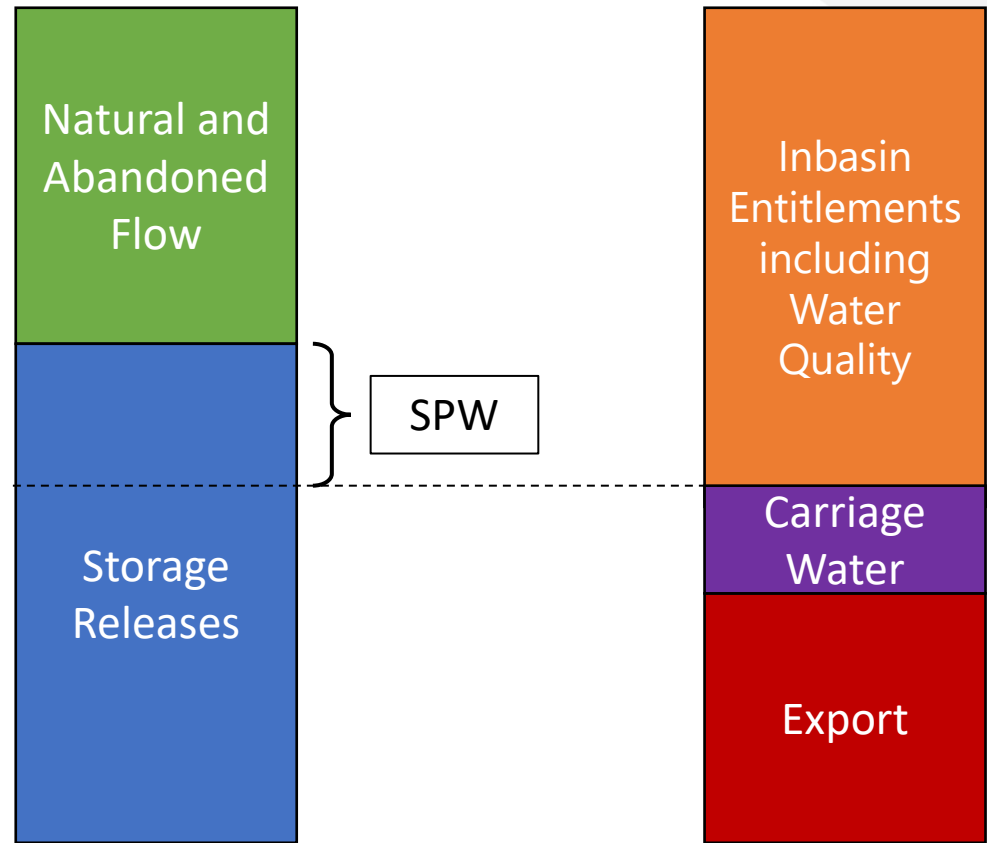 Natural and
Abandoned
Flow
SPW
Storage
Releases
Inbasin
Entitlements
including
Water
Quality
Carriage
Water
Export